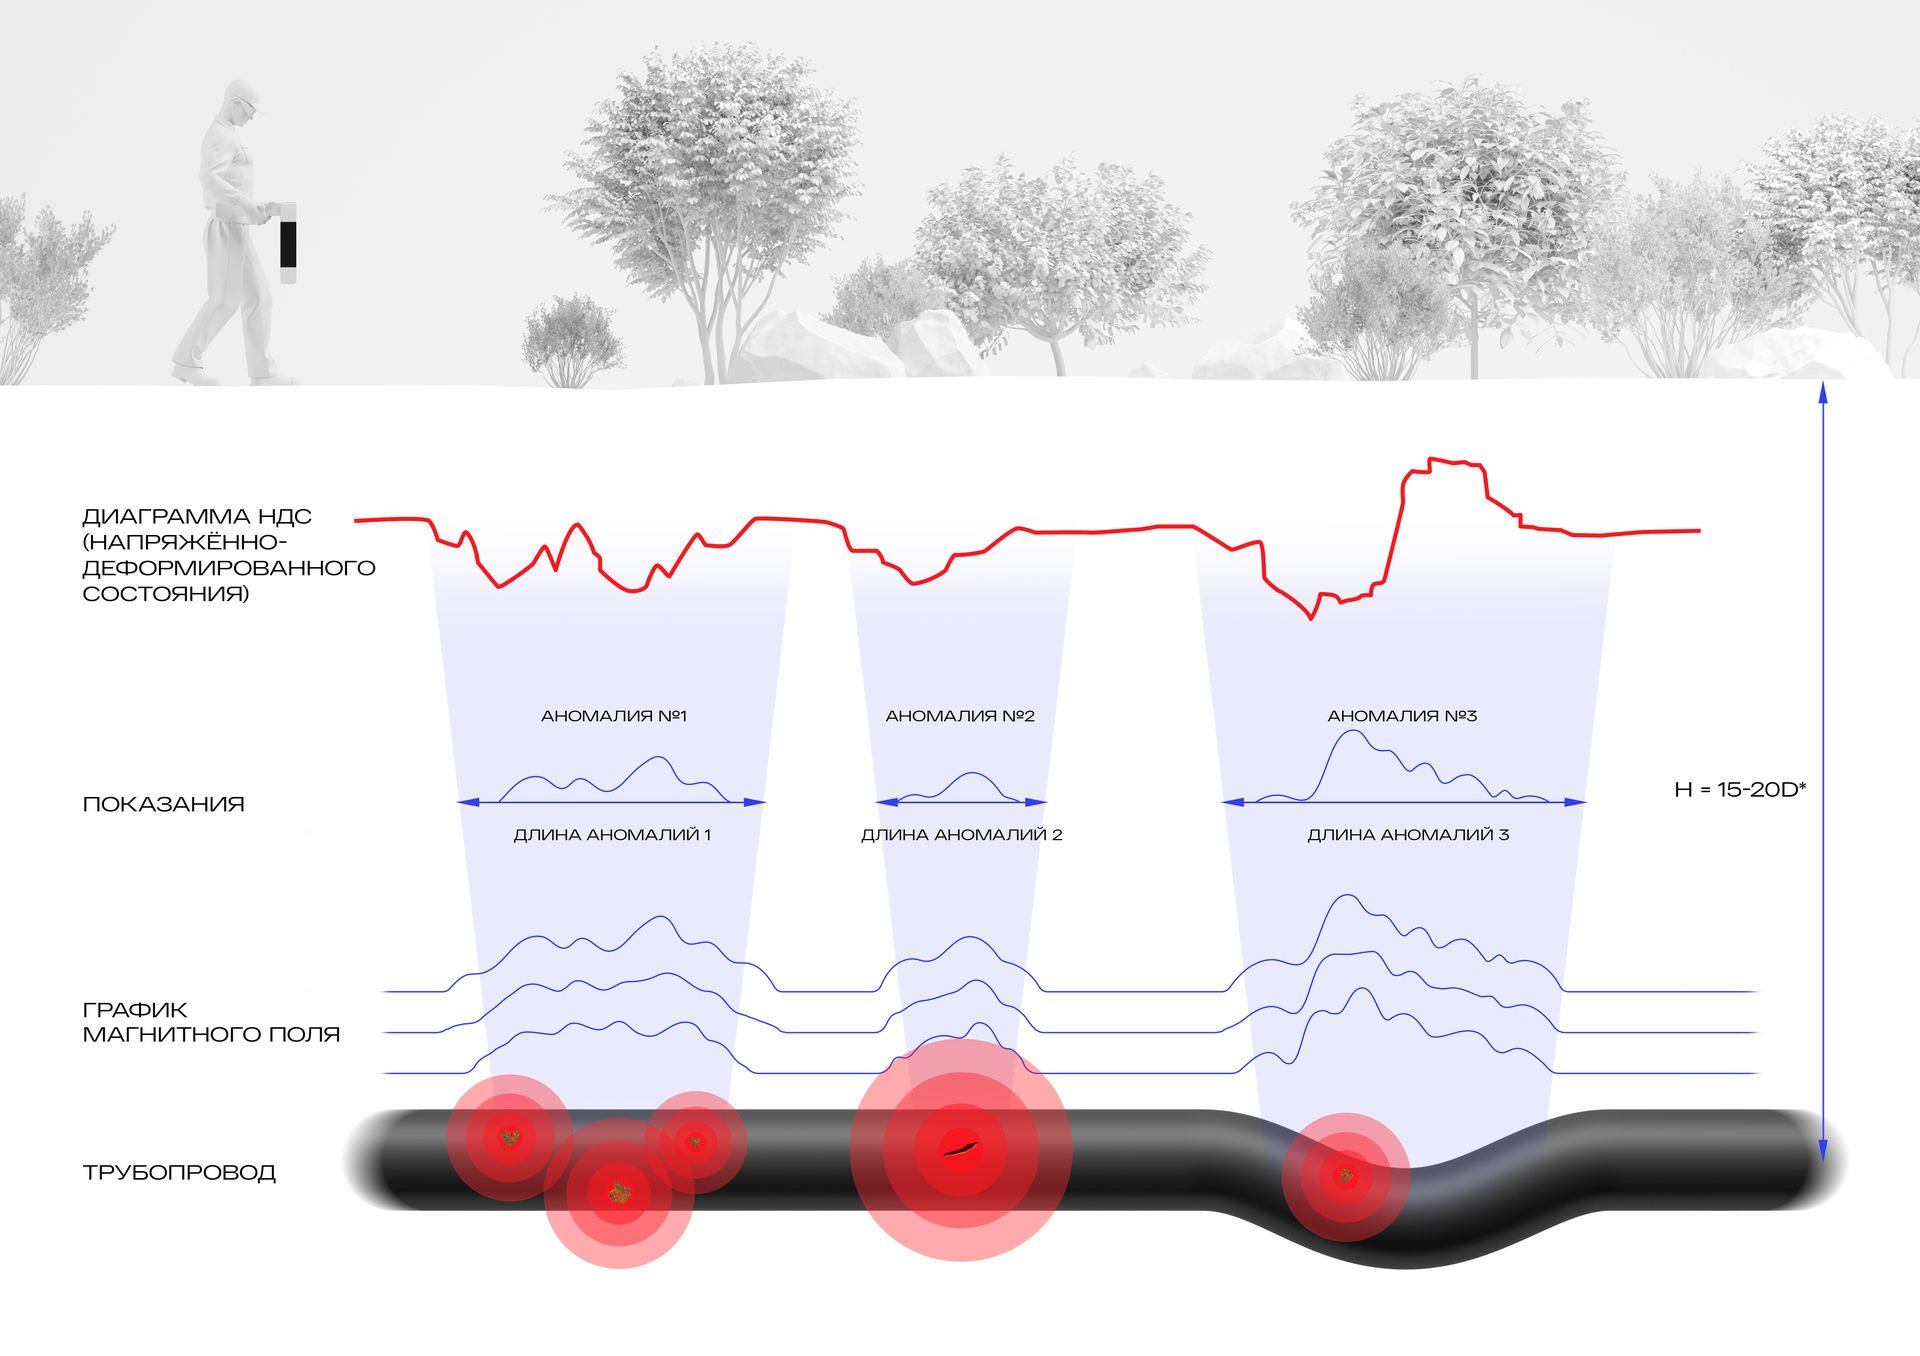 ДИАГРАММА НДС
(НАПРЯЖЁННО-
ДЕФОРМИРОВАННОГО
СОСТОЯНИЯ)
АНОМАЛИЯ №1
АНОМАЛИЯ №2
АНОМАЛИЯ №3
ПОКАЗАНИЯ
H = 15-20D*
ДЛИНА АНОМАЛИЙ 1
ДЛИНА АНОМАЛИЙ 2
ДЛИНА АНОМАЛИЙ 3
ГРАФИК
МАГНИТНОГО ПОЛЯ
ТРУБОПРОВОД